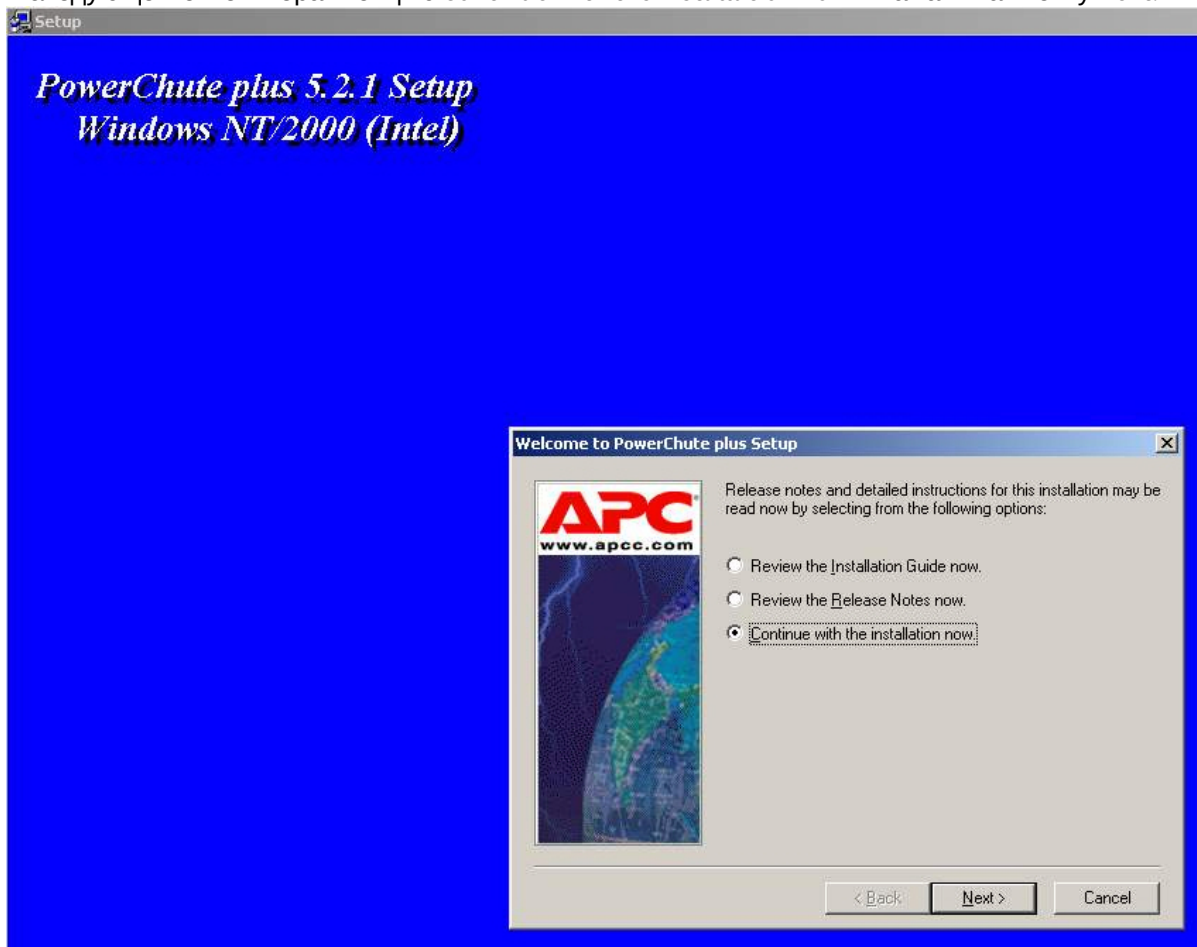 Setup
PowerChute plus 5.2.1 Setup
Windows NT/2000 (Intel)
Welcome to PowerChute plus Setup
APC
www.apcc.com
Release notes and detailed instructions for this installation may be
read now by selecting from the following options:
Review the Installation Guide now.
Review the Release Notes now.
Continue with the installation now.
< Back
Next >
Cancel